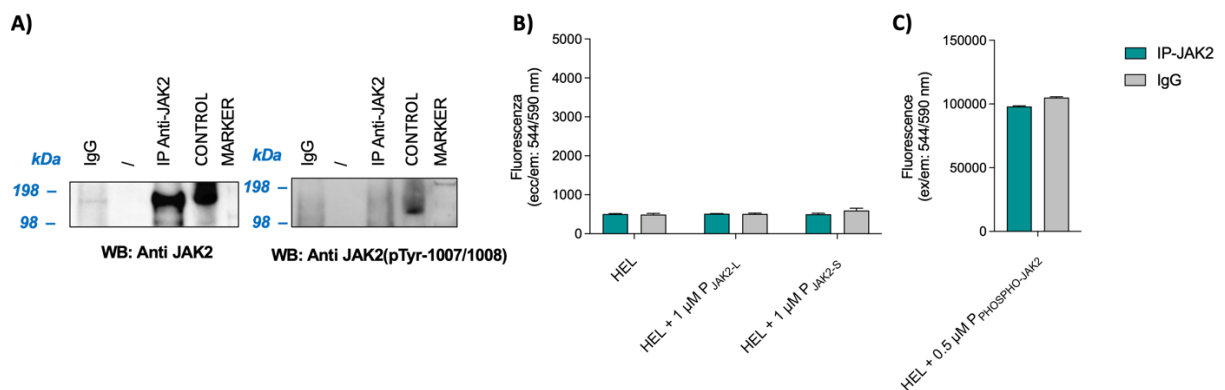 A)
IgG
/
IP Anti-JAK2
CONTROL
MARKER
kDa
198 –
98 –
WB: Anti JAK2
IgG
/
IP Anti-JAK2
CONTROL
MARKER
kDa
198 –
98 –
WB: Anti JAK2(pTyr-1007/1008)
B)
Fluorescenza
(ecc/em: 544/590 nm)
5000
4000
3000
2000
1000
0
HEL
HEL + 1 µM PJAK2-L
HEL + 1 µM PJAK2-S
C)
Fluorescence
(ex/em: 544/590 nm)
150000
100000
50000
0
HEL + 0.5 µM PPHOSPHO-JAK2
IP-JAK2
IgG